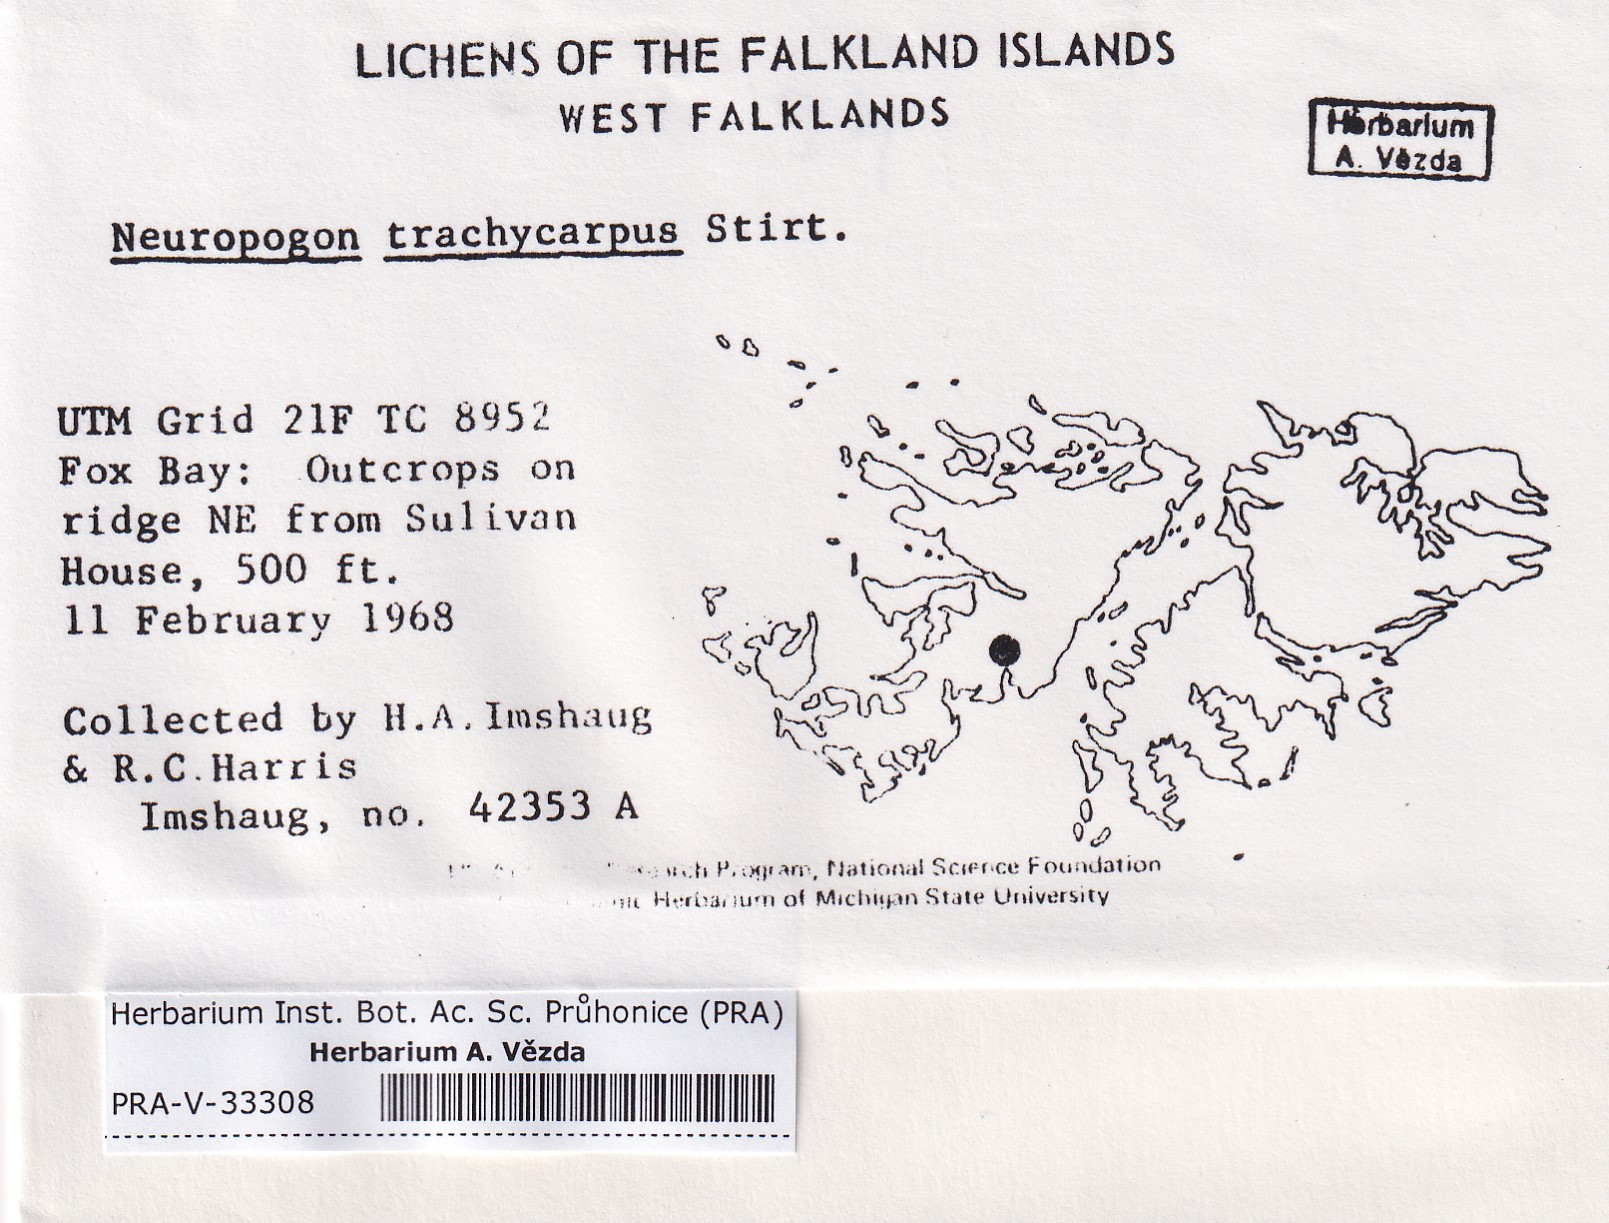 LICHENS OF THE FALKLAND ISLANDS
WEST FALKLANDS
Herbarium
A. Vězda
Neuropogon trachycarpus Stirt.
UTM Grid 21F TC 8952
Fox Bay: Outcrops on
ridge NE from Sulivan
House, 500 ft.
11 February 1968
Collected by H.A.Imshaug
& R.C.Harris
Imshaug, no. 42353 A
Program, National Science Foundation
Herbarium of Michigan State University
Herbarium Inst. Bot. Ac. Sc. Průhonice (PRA)
Herbarium A. Vězda
PRA-V-33308